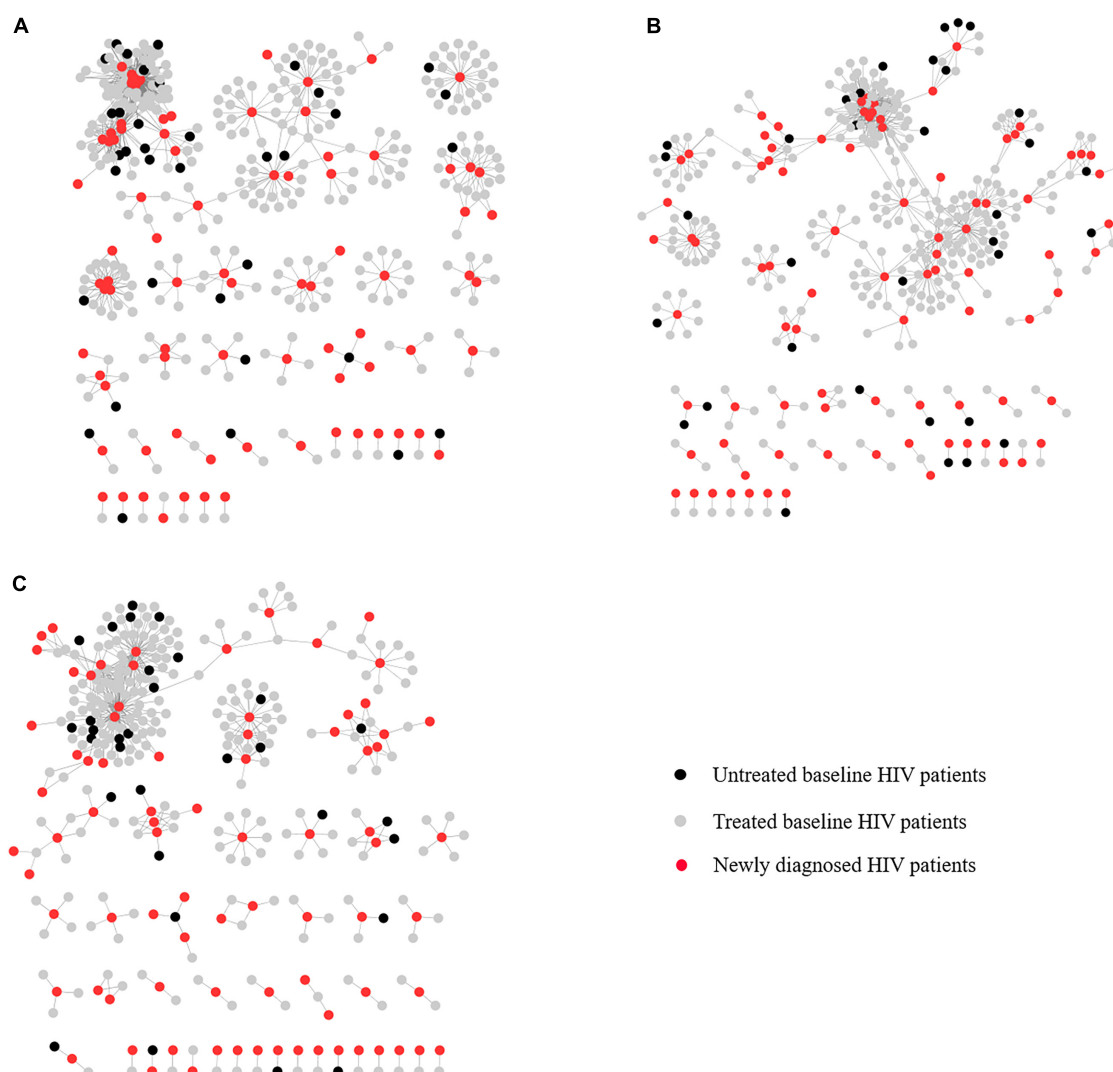 A
B
C
Untreated baseline HIV patients
Treated baseline HIV patients
Newly diagnosed HIV patients